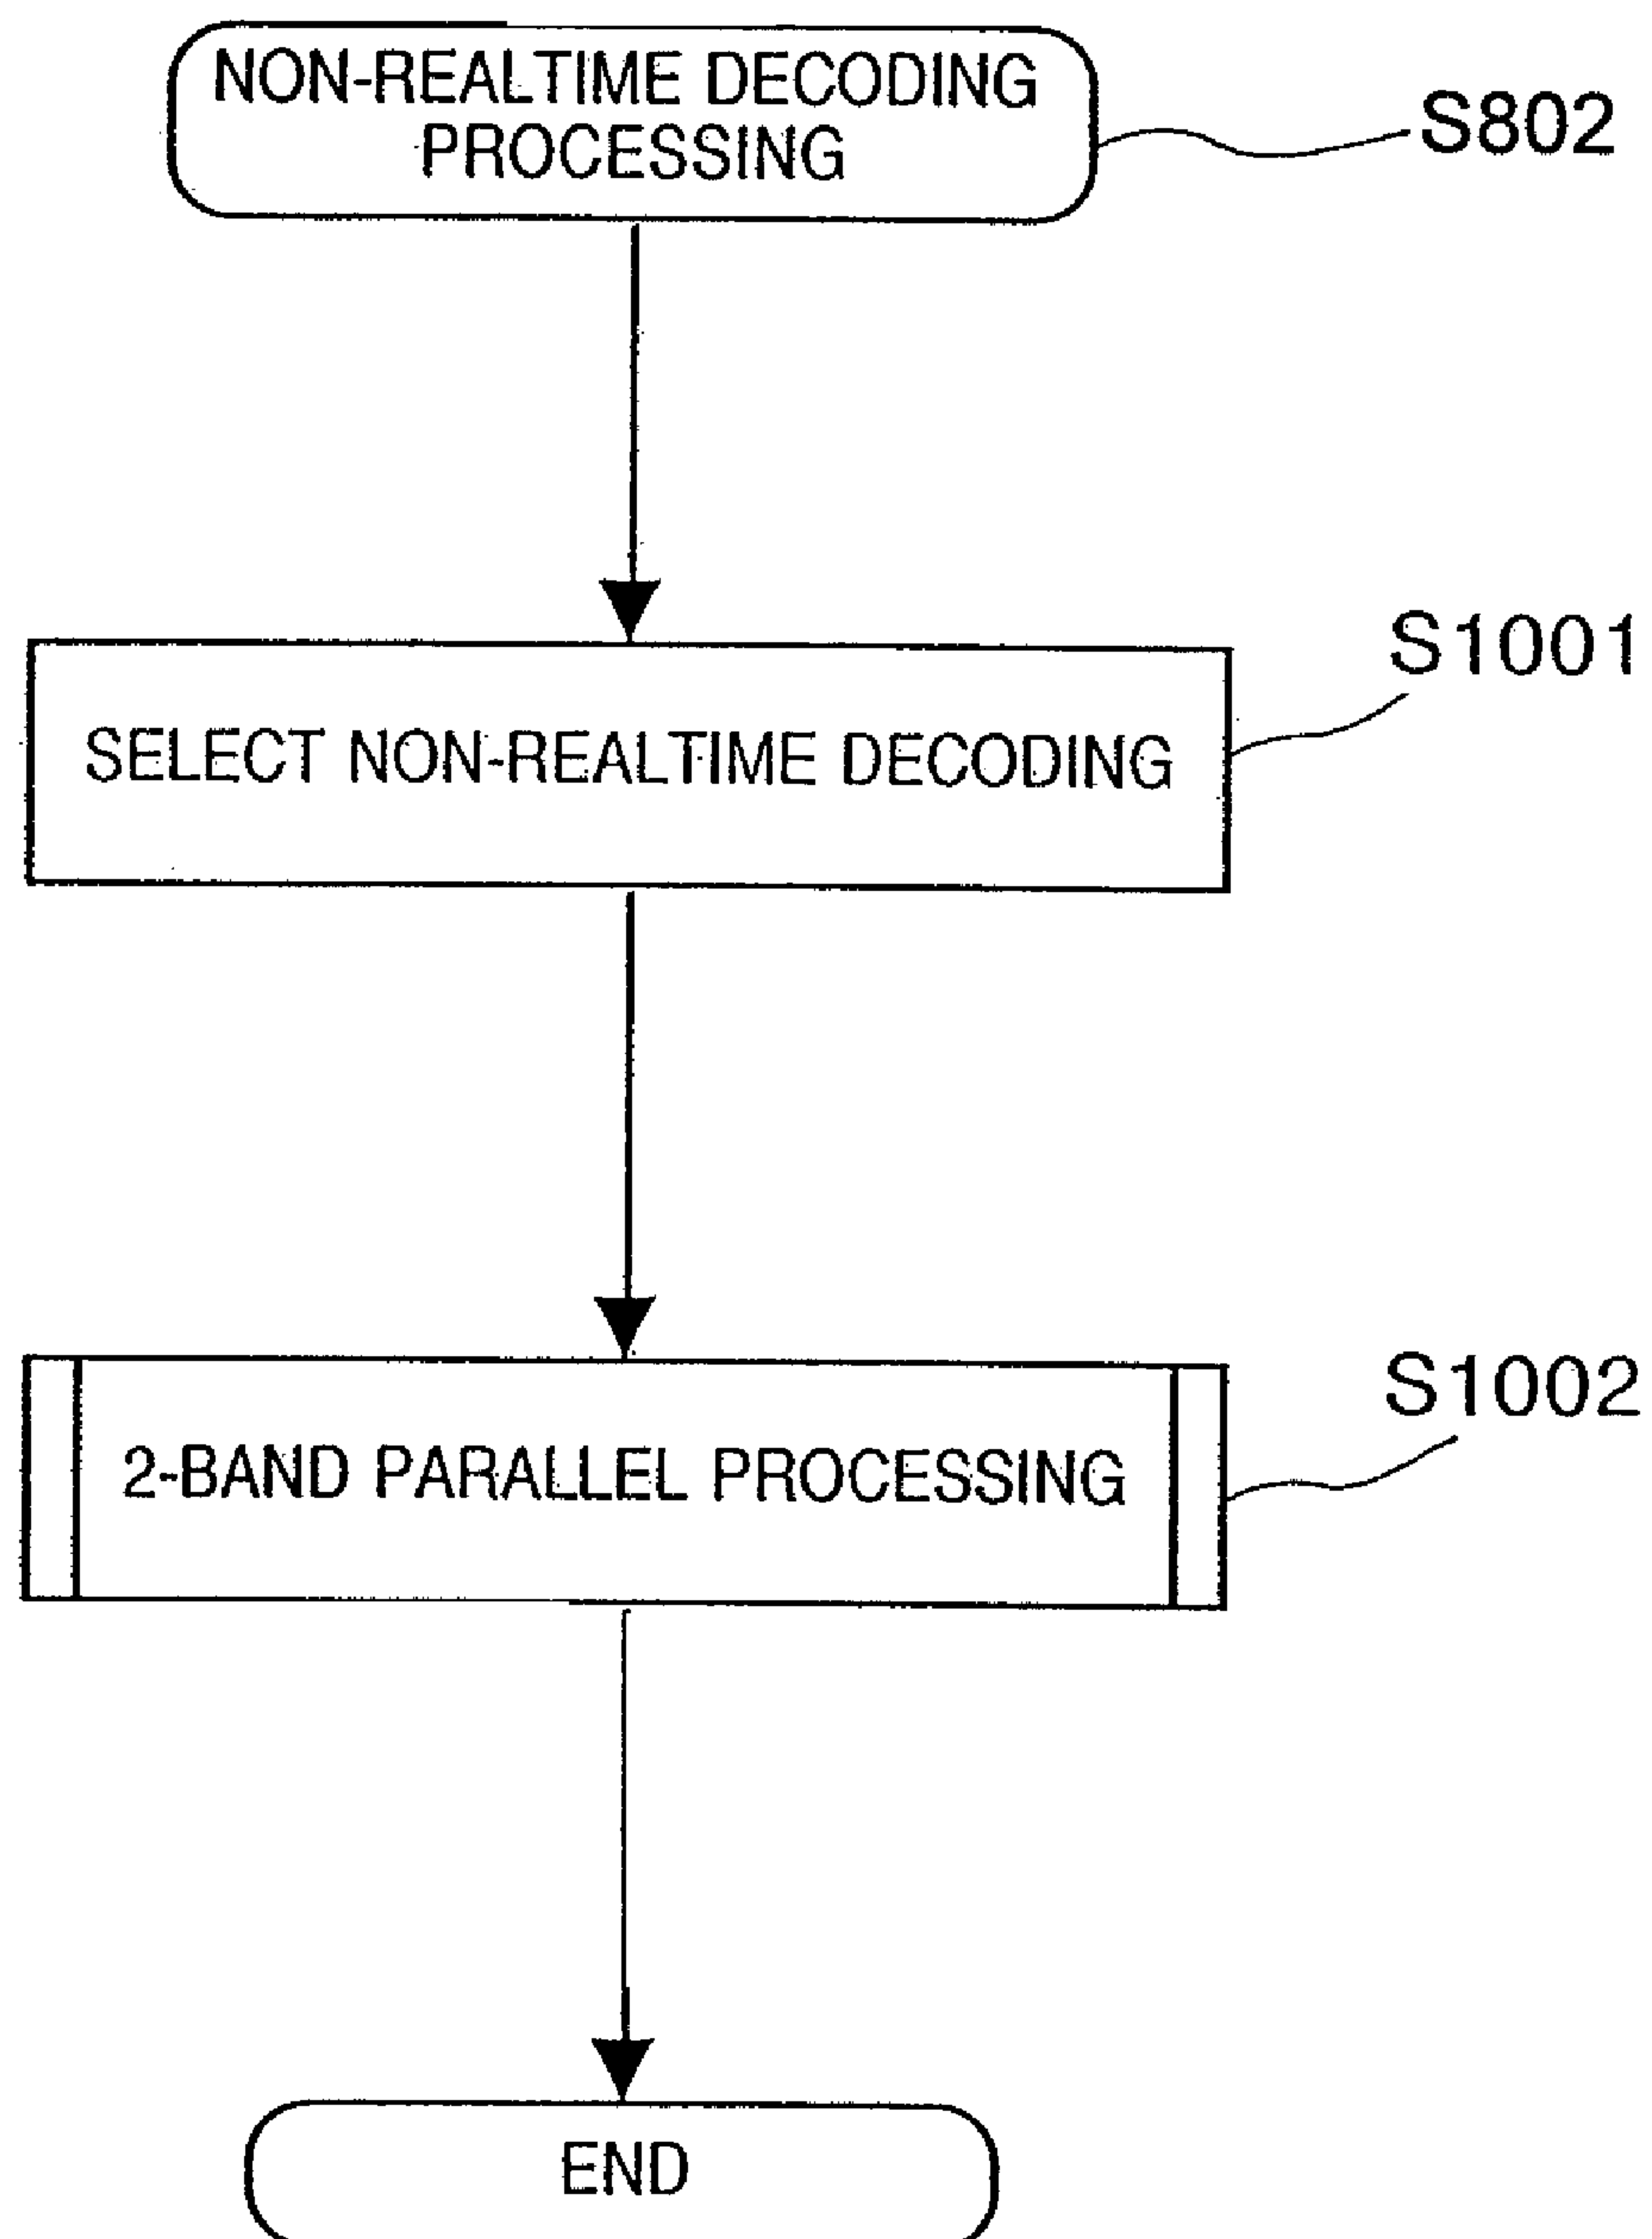 NON-REALTIME DECODING
PROCESSING
S802
S1001
SELECT NON-REALTIME DECODING
S1002
2-BAND PARALLEL PROCESSING
END